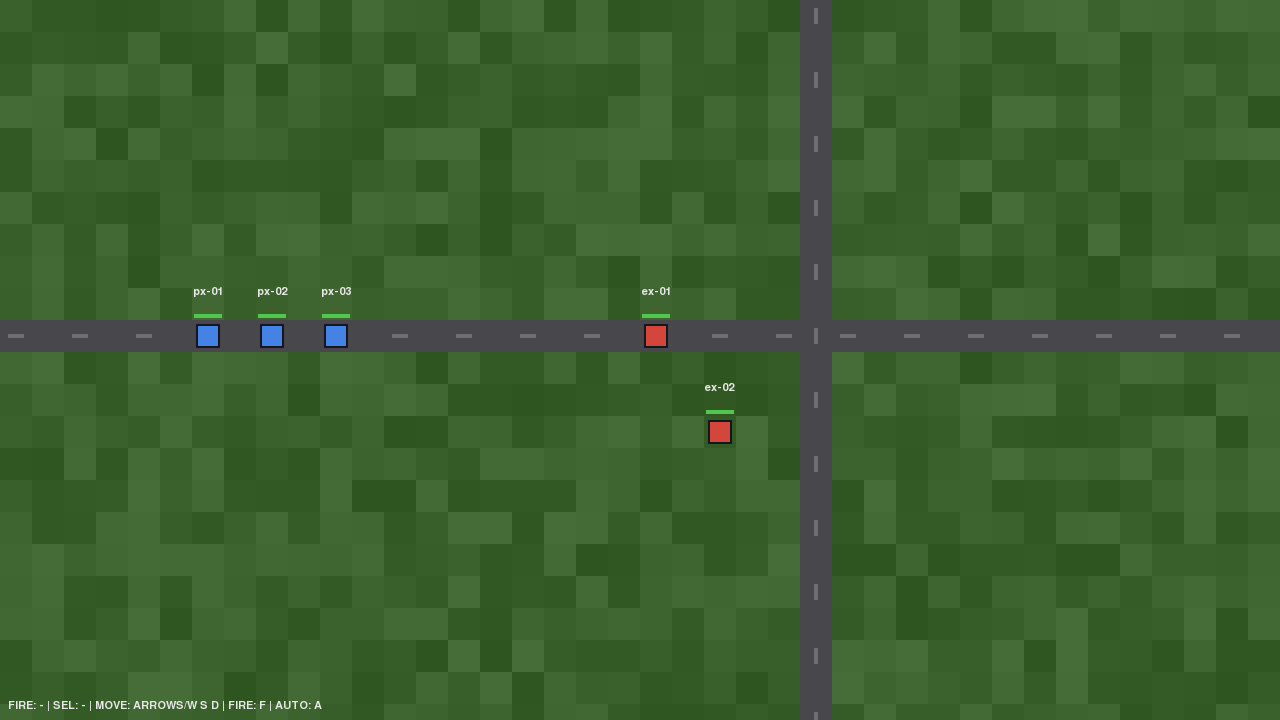 px-01 px-02 px-03 ex-01
ex-02
FIRE: - | SEL: - | MOVE: ARROWS/W S D | FIRE: F | AUTO: A